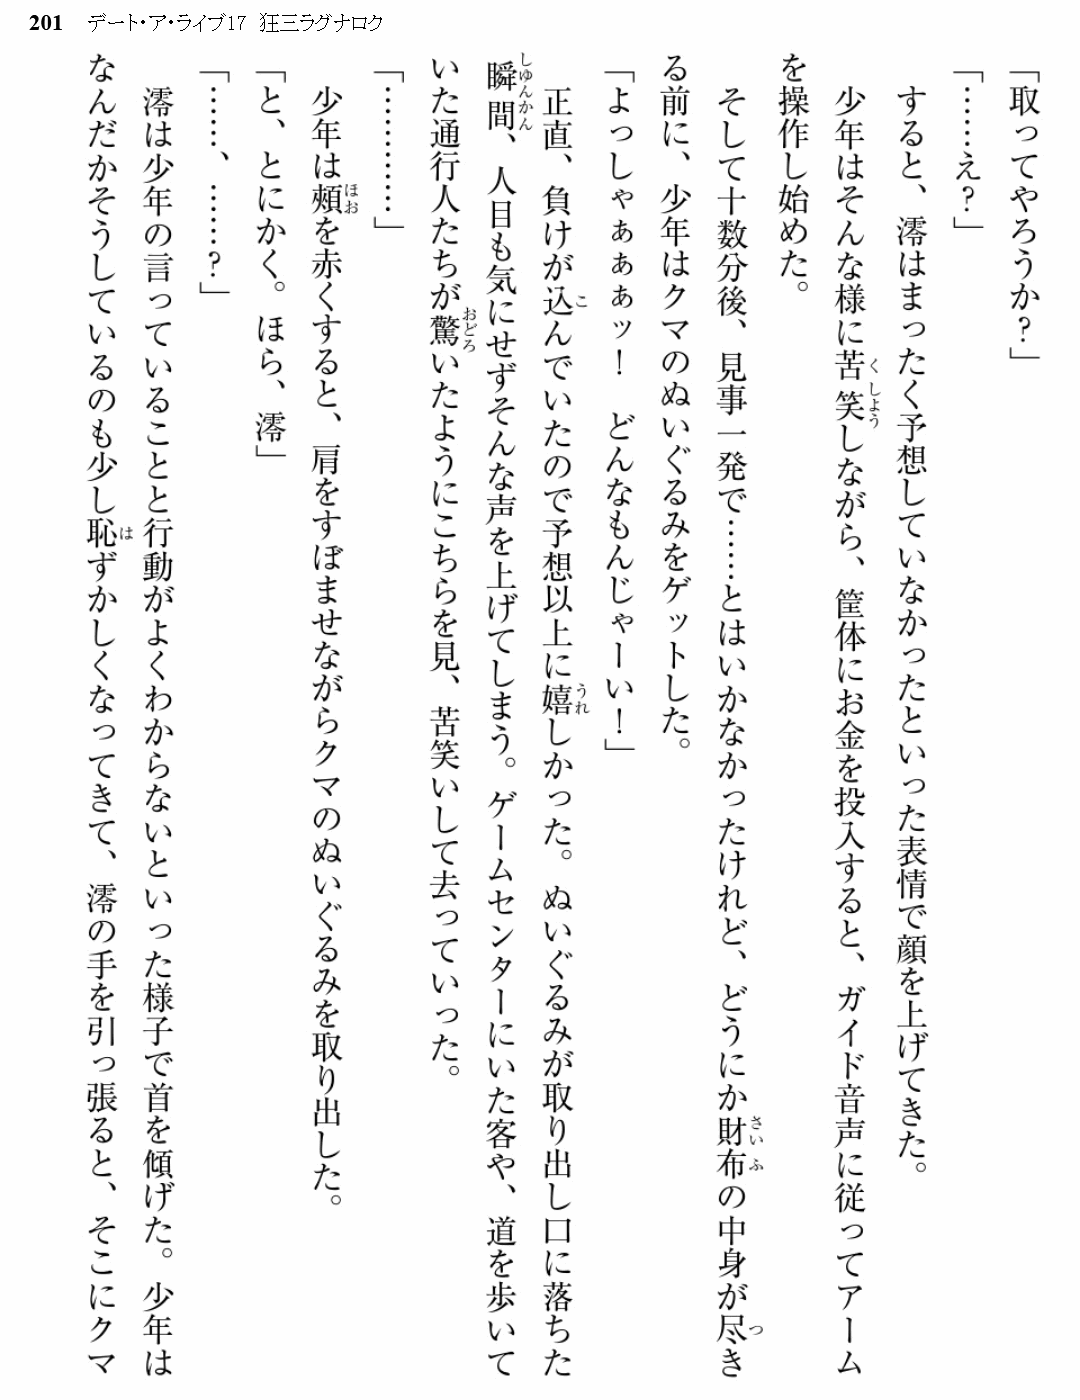 201　デート・ア・ライブ17　狂三ラグナロク
「取ってやろうか？」
「……え？」
　すると、澪はまったく予想していなかったといった表情で顔を上げてきた。
　少年はそんな様に苦笑しながら、筐体にお金を投入すると、ガイド音声に従ってアーム
を操作し始めた。
　そして十数分後、見事一発で……とはいかなかったけれど、どうにか財布の中身が尽き
る前に、少年はクマのぬいぐるみをゲットした。
「よっしゃぁぁぁッ！　どんなもんじゃーい！」
　正直、負けが込んでいたので予想以上に嬉しかった。ぬいぐるみが取り出し口に落ちた
瞬間、人目も気にせずそんな声を上げてしまう。ゲームセンターにいた客や、道を歩いて
いた通行人たちが驚いたようにこちらを見、苦笑いして去っていった。
「…………」
　少年は頰を赤くすると、肩をすぼませながらクマのぬいぐるみを取り出した。
「と、とにかく。ほら、澪」
「……、……？」
　澪は少年の言っていることと行動がよくわからないといった様子で首を傾げた。少年は
なんだかそうしているのも少し恥ずかしくなってきて、澪の手を引っ張ると、そこにクマ